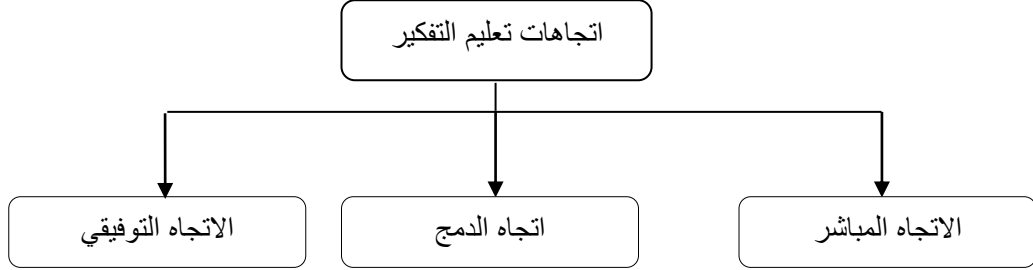 اتجاهات تعليم التفكير
الاتجاه المباشر
اتجاه الدمج
الاتجاه التوفيقي